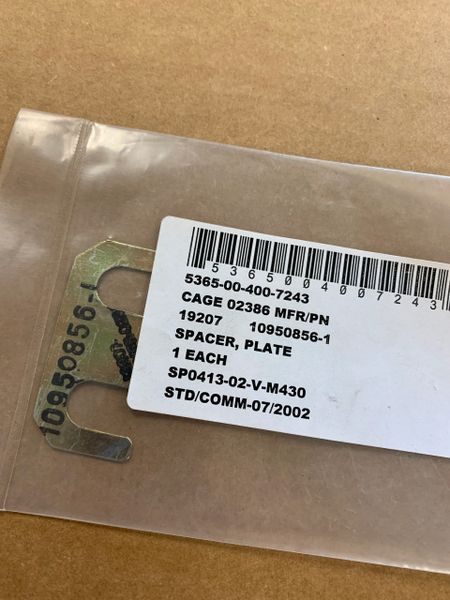 5365004007243
5365-00-400-7243
CAGE 02386 MFR/PN
19207 10950856-1
SPACER, PLATE
1 EACH
SP0413-02-V-M430
STD/COMM-07/2002
10950856-1